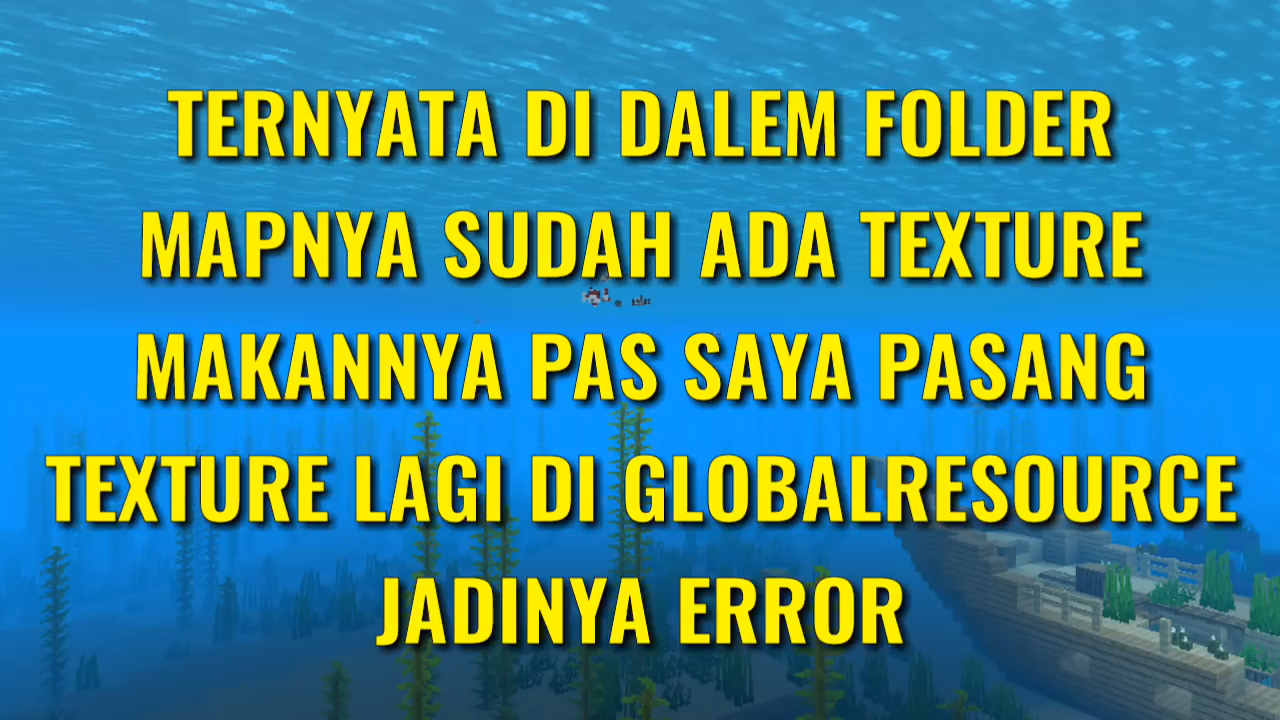 TERNYATA DI DALEM FOLDER
MAPNYA SUDAH ADA TEXTURE
MAKANNYA PAS SAYA PASANG
TEXTURE LAGI DI GLOBALRESOURCE
JADINYA ERROR